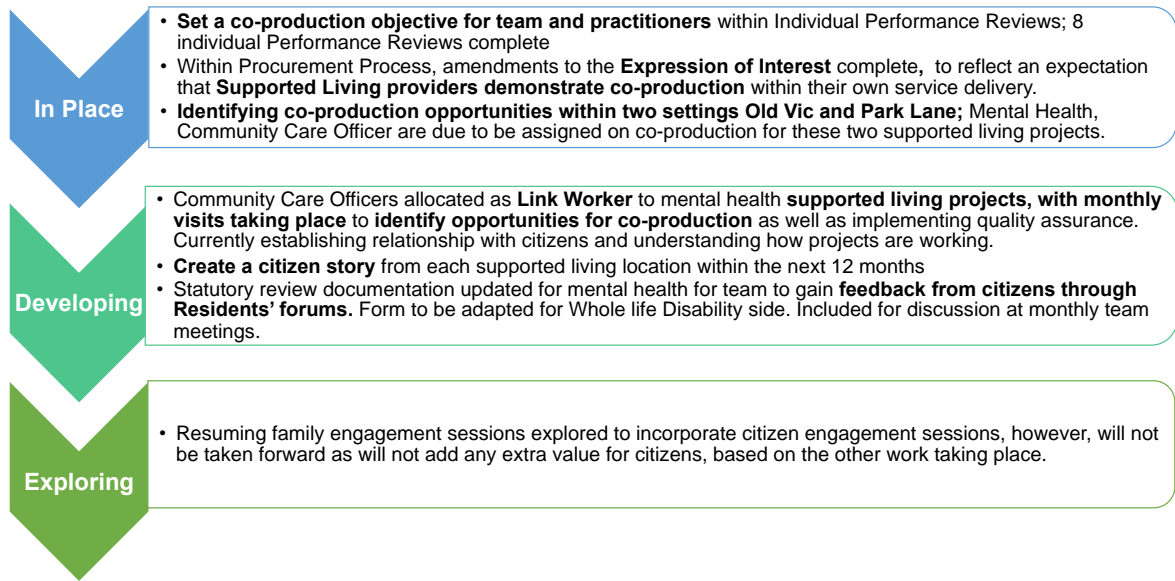 In Place
• Set a co-production objective for team and practitioners within Individual Performance Reviews; 8
individual Performance Reviews complete
• Within Procurement Process, amendments to the Expression of Interest complete, to reflect an expectation
that Supported Living providers demonstrate co-production within their own service delivery.
• Identifying co-production opportunities within two settings Old Vic and Park Lane; Mental Health,
Community Care Officer are due to be assigned on co-production for these two supported living projects.
Developing
• Community Care Officers allocated as Link Worker to mental health supported living projects, with monthly
visits taking place to identify opportunities for co-production as well as implementing quality assurance.
Currently establishing relationship with citizens and understanding how projects are working.
• Create a citizen story from each supported living location within the next 12 months
• Statutory review documentation updated for mental health for team to gain feedback from citizens through
Residents' forums. Form to be adapted for Whole life Disability side. Included for discussion at monthly team
meetings.
Exploring
• Resuming family engagement sessions explored to incorporate citizen engagement sessions, however, will not
be taken forward as will not add any extra value for citizens, based on the other work taking place.